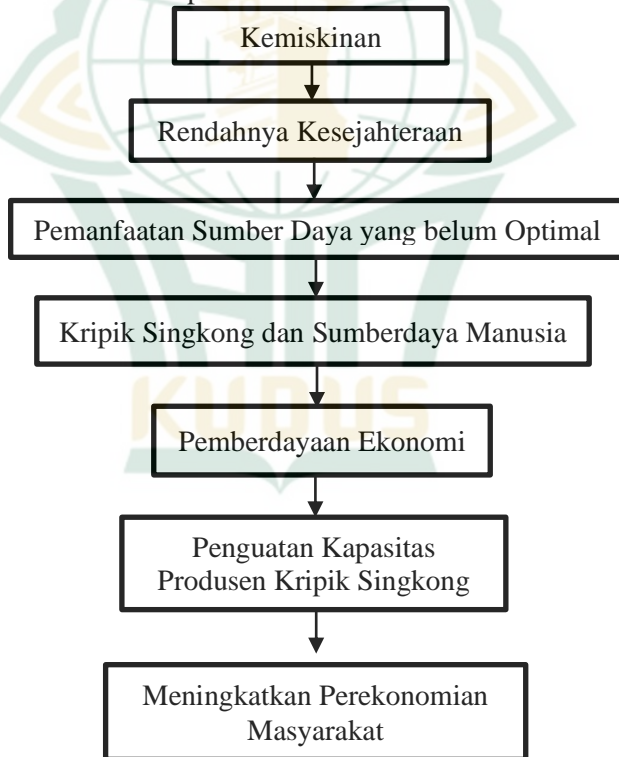 Kemiskinan
Rendahnya Kesejahteraan
Pemanfaatan Sumber Daya yang belum Optimal
Kripik Singkong dan Sumberdaya Manusia
KUDUS
Pemberdayaan Ekonomi
Penguatan Kapasitas
Produsen Kripik Singkong
Meningkatkan Perekonomian
Masyarakat